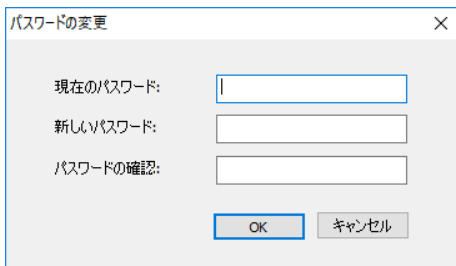 パスワードの変更
現在のパスワード:
新しいパスワード:
パスワードの確認:
OK キャンセル